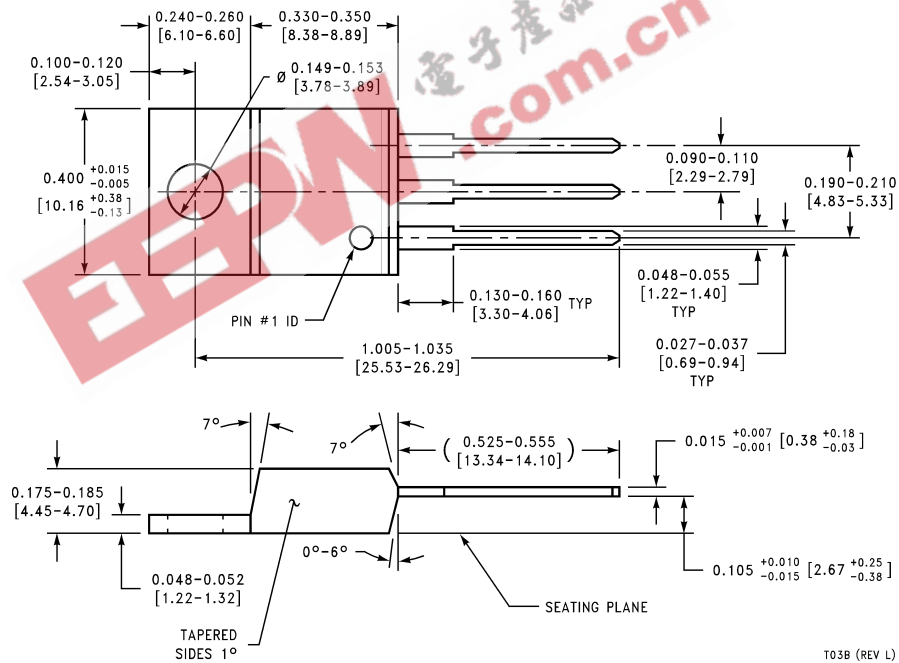 0.240-0.260
[6.10-6.60]
0.330-0.350
[8.38-8.89]
0.100-0.120
[2.54-3.05]
Ø 0.149-0.153
[3.78-3.89]
電子產品
.com.cn
EEPW
0.400 +0.015 -0.005
[10.16 +0.38 -0.13]
0.090-0.110
[2.29-2.79]
0.190-0.210
[4.83-5.33]
0.048-0.055
[1.22-1.40]
TYP
PIN #1 ID
0.130-0.160 TYP
[3.30-4.06]
0.027-0.037
[0.69-0.94]
TYP
1.005-1.035
[25.53-26.29]
7°
7°
(0.525-0.555)
[13.34-14.10]
0.015 +0.007 -0.001 [0.38 +0.18 -0.03]
0.175-0.185
[4.45-4.70]
0°-6°
0.105 +0.010 -0.015 [2.67 +0.25 -0.38]
0.048-0.052
[1.22-1.32]
SEATING PLANE
TAPERED
SIDES 1°
T03B (REV L)